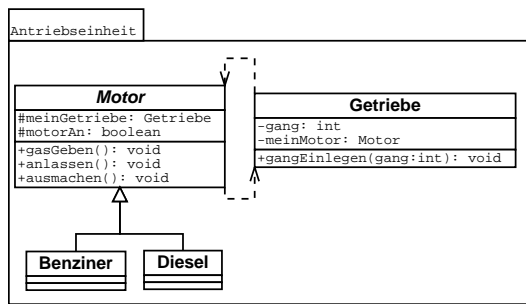 Antriebseinheit
Motor
#meinGetriebe: Getriebe
#motorAn: boolean
+gasGeben(): void
+anlassen(): void
+ausmachen(): void
Getriebe
-gang: int
-meinMotor: Motor
+gangEinlegen(gang:int): void
Benziner
Diesel